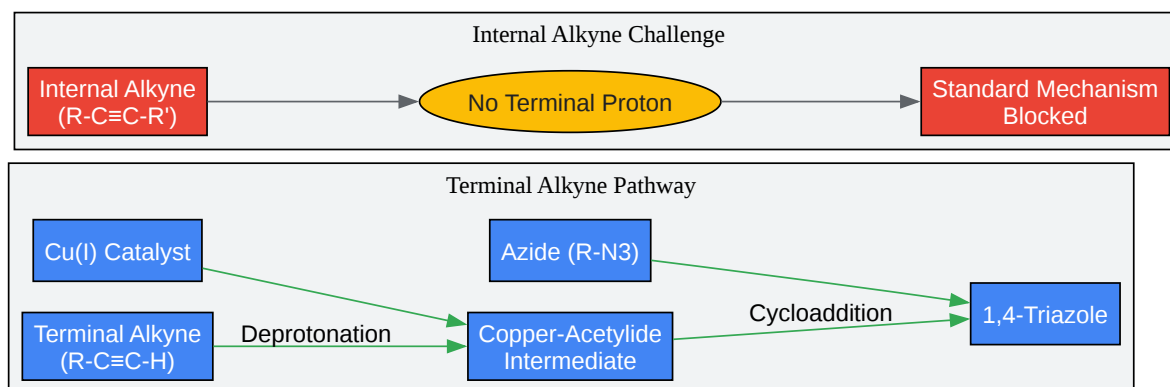 Internal Alkyne Challenge
Internal Alkyne
(R-C≡C-R')
No Terminal Proton
Standard Mechanism
Blocked
Terminal Alkyne Pathway
Cu(I) Catalyst
Azide (R-N3)
Terminal Alkyne
(R-C≡C-H)
Deprotonation
Copper-Acetylide
Intermediate
Cycloaddition
1,4-Triazole